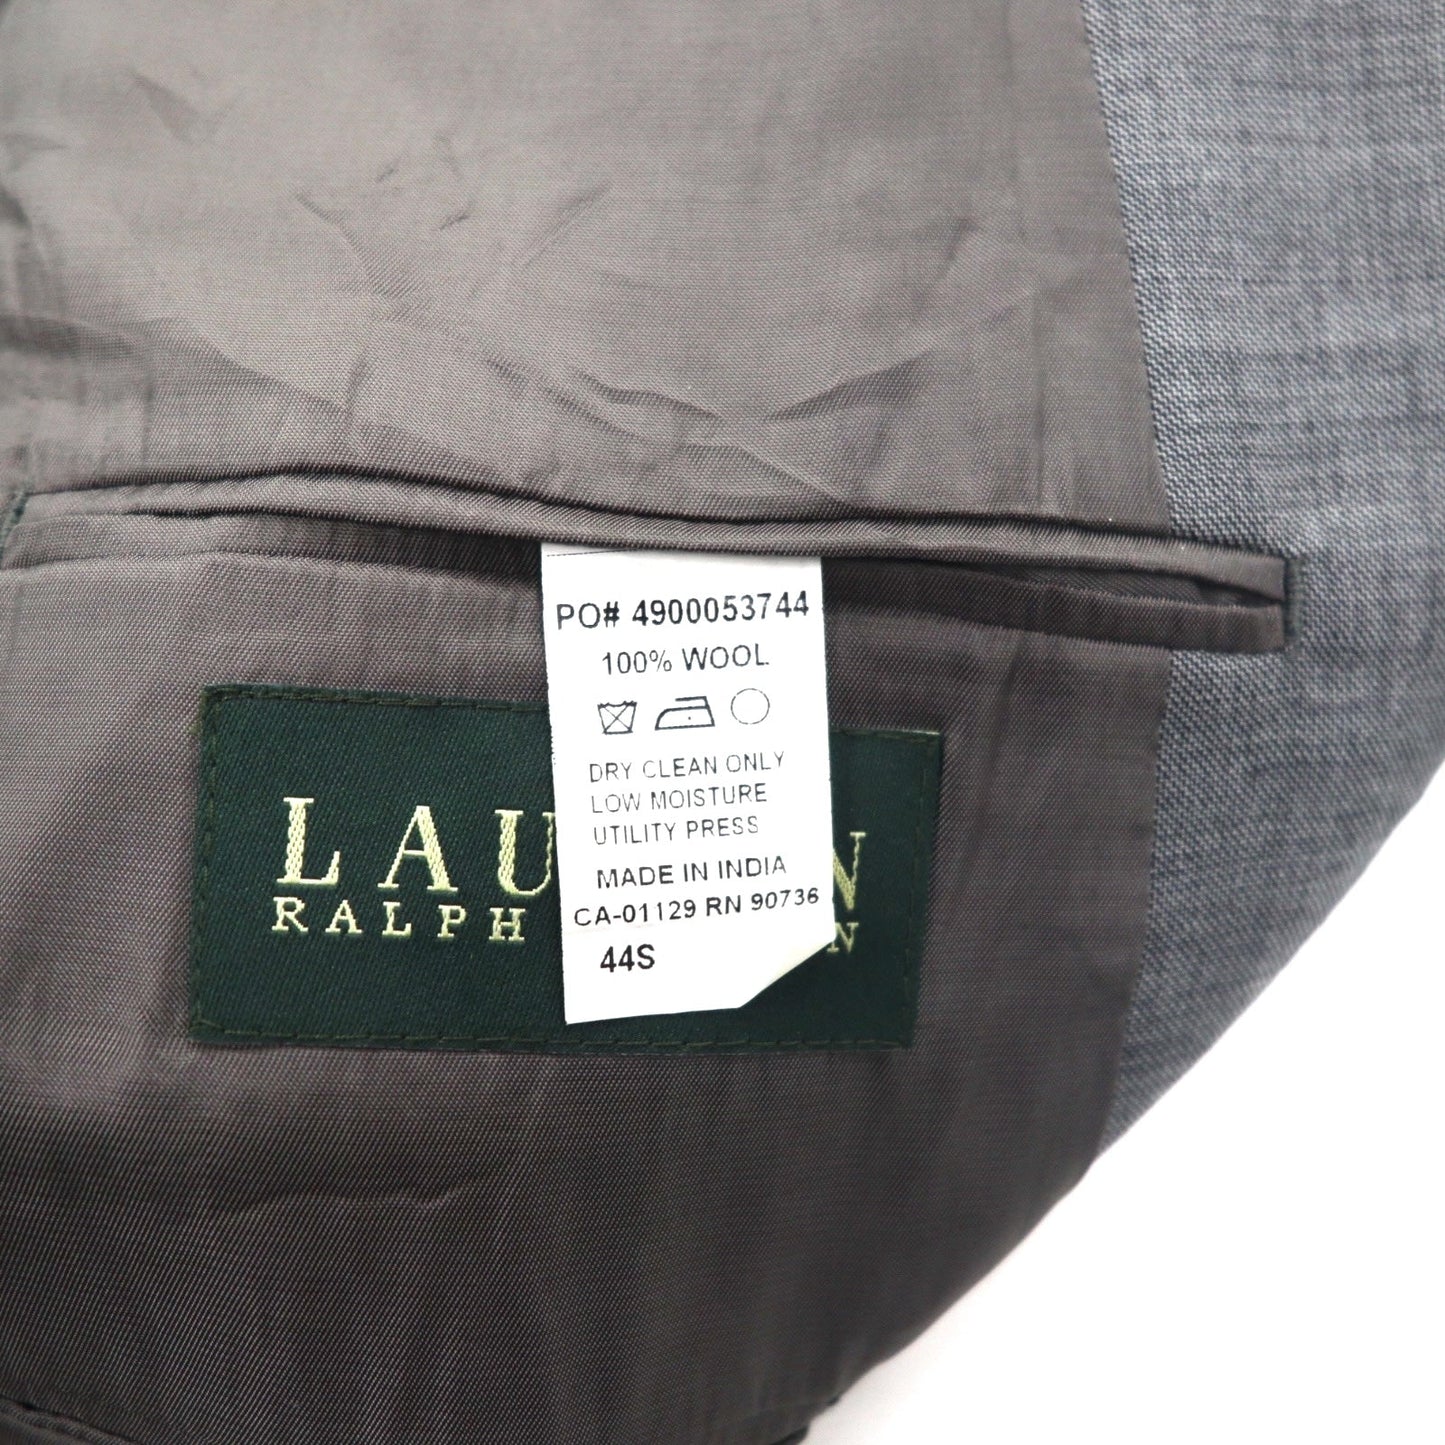 PO# 4900053744
100% WOOL
DRY CLEAN ONLY
LOW MOISTURE
UTILITY PRESS
MADE IN INDIA
CA-01129 RN 90736
44S
LAU N
RALPH N